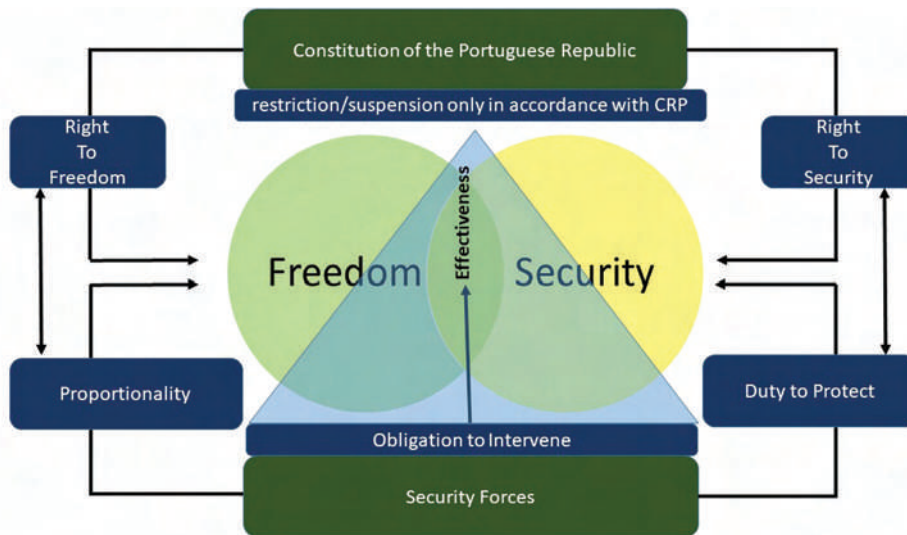 Constitution of the Portuguese Republic
restriction/suspension only in accordance with CRP
Right
To
Freedom
Right
To
Security
Effectiveness
Freedom
Security
Proportionality
Duty to Protect
Obligation to Intervene
Security Forces